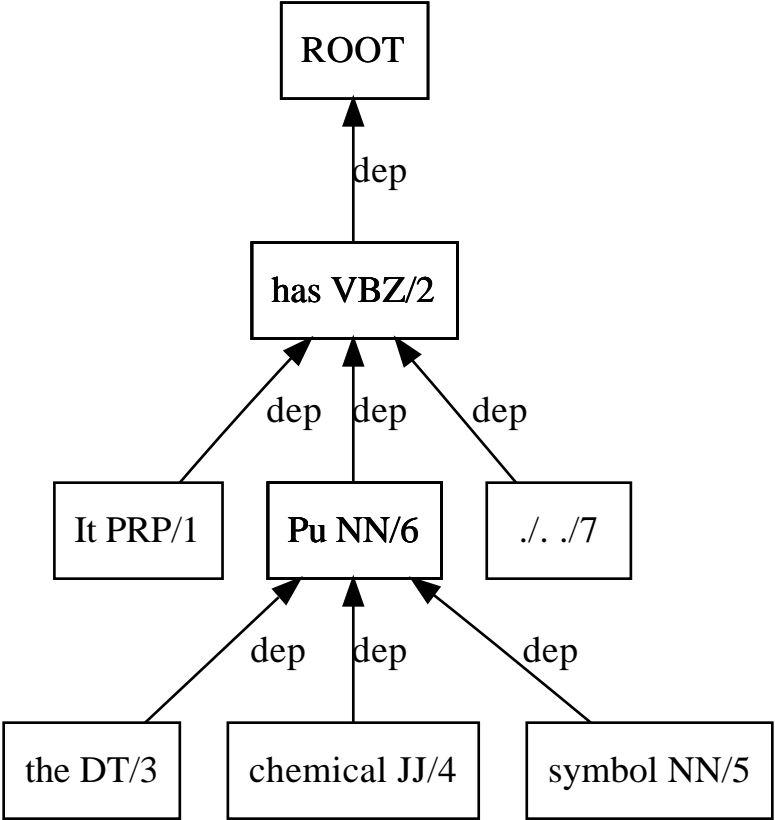 ROOT
dep
has VBZ/2
dep dep dep
It PRP/1 Pu NN/6 ./. ./7
dep dep dep
the DT/3 chemical JJ/4 symbol NN/5